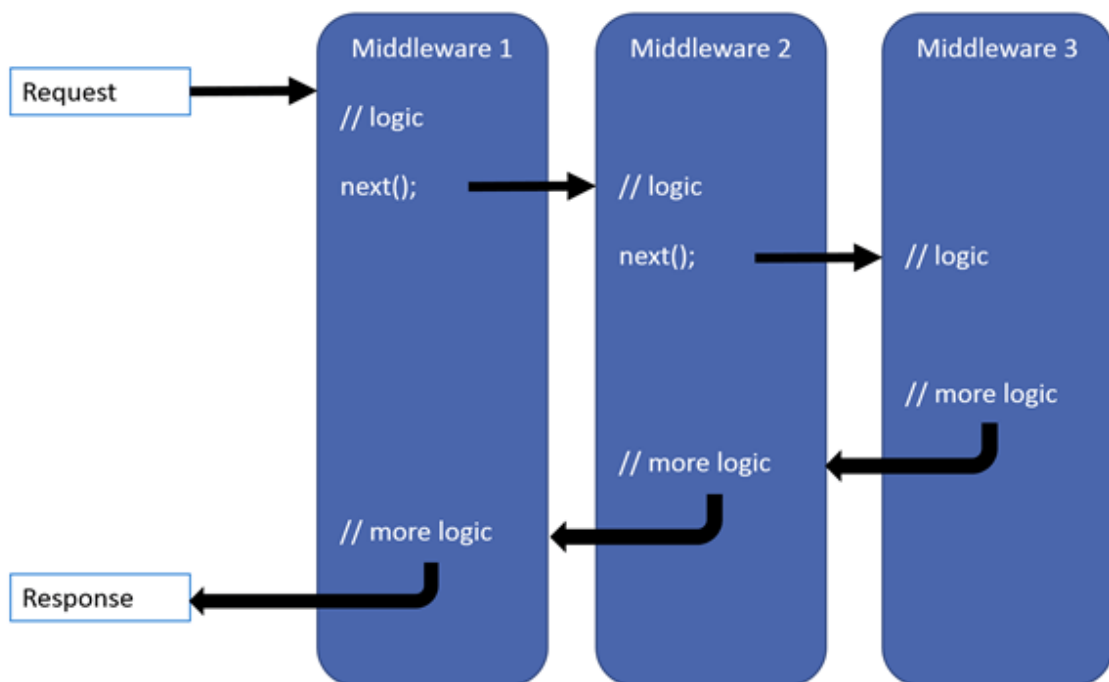 Middleware 1
Middleware 2
Middleware 3
Request
// logic
next();
// logic
next();
// logic
// more logic
// more logic
// more logic
Response